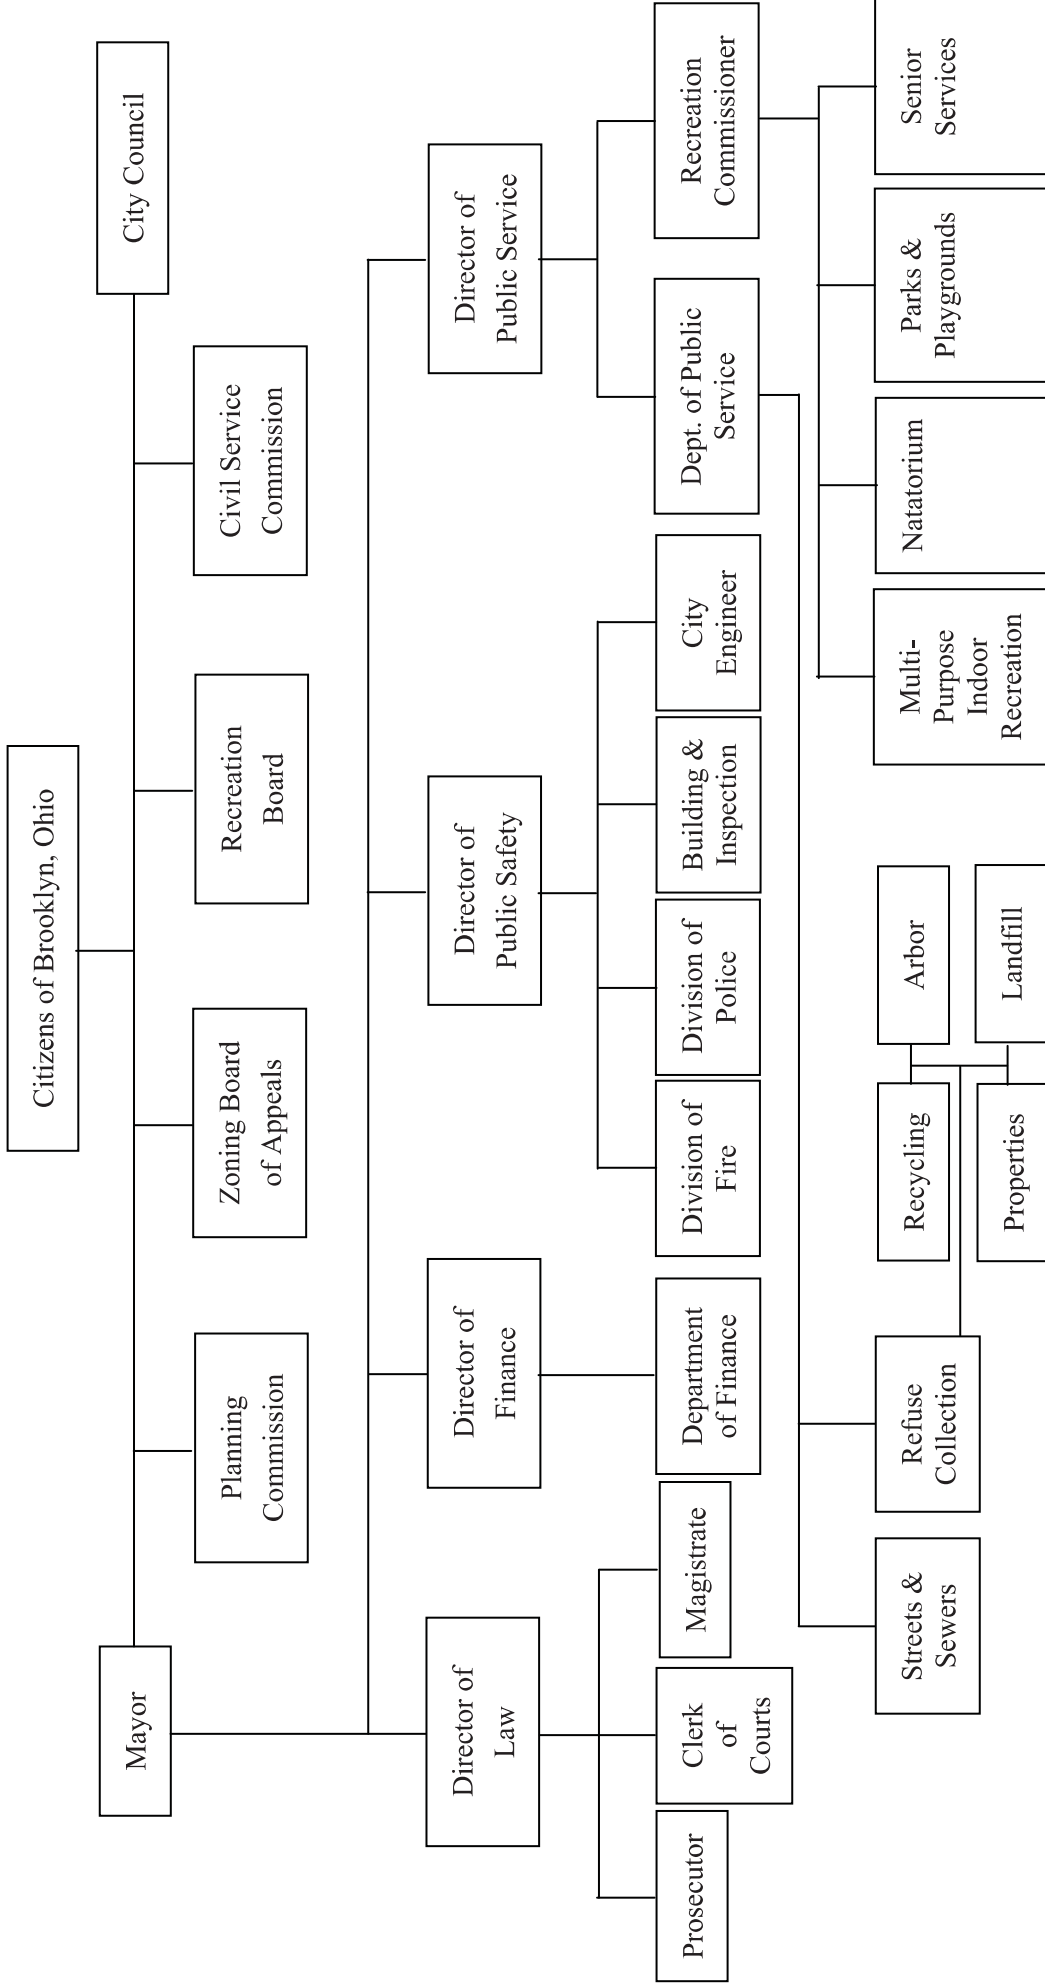 Citizens of Brooklyn, Ohio
Mayor
City Council
Planning
Commission
Zoning Board
of Appeals
Recreation
Board
Civil Service
Commission
Director of
Law
Director of
Finance
Director of
Public Safety
Director of
Public Service
Prosecutor
Clerk
of
Courts
Magistrate
Department
of Finance
Division of
Fire
Division of
Police
Building &
Inspection
City
Engineer
Dept. of Public
Service
Recreation
Commissioner
Streets &
Sewers
Refuse
Collection
Recycling
Arbor
Properties
Landfill
Multi-
Purpose
Indoor
Recreation
Natatorium
Parks &
Playgrounds
Senior
Services